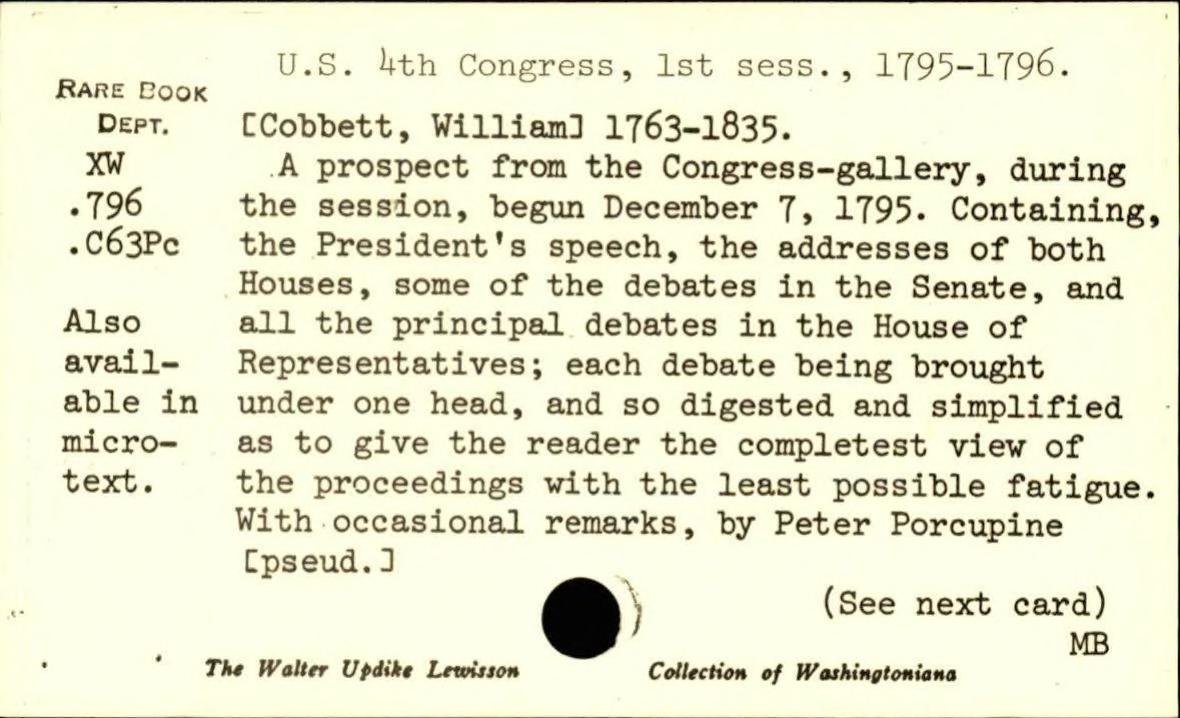 U.S. 4th Congress, 1st sess., 1795-1796.
RARE BOOK
DEPT.
XW
.796
.C63Pc
Also
avail-
able in
micro-
text.
[Cobbett, William] 1763-1835.
A prospect from the Congress-gallery, during
the session, begun December 7, 1795. Containing,
the President's speech, the addresses of both
Houses, some of the debates in the Senate, and
all the principal debates in the House of
Representatives; each debate being brought
under one head, and so digested and simplified
as to give the reader the completest view of
the proceedings with the least possible fatigue.
With occasional remarks, by Peter Porcupine
[pseud.]
(See next card)
MB
The Walter Updike Lewisson Collection of Washingtoniana